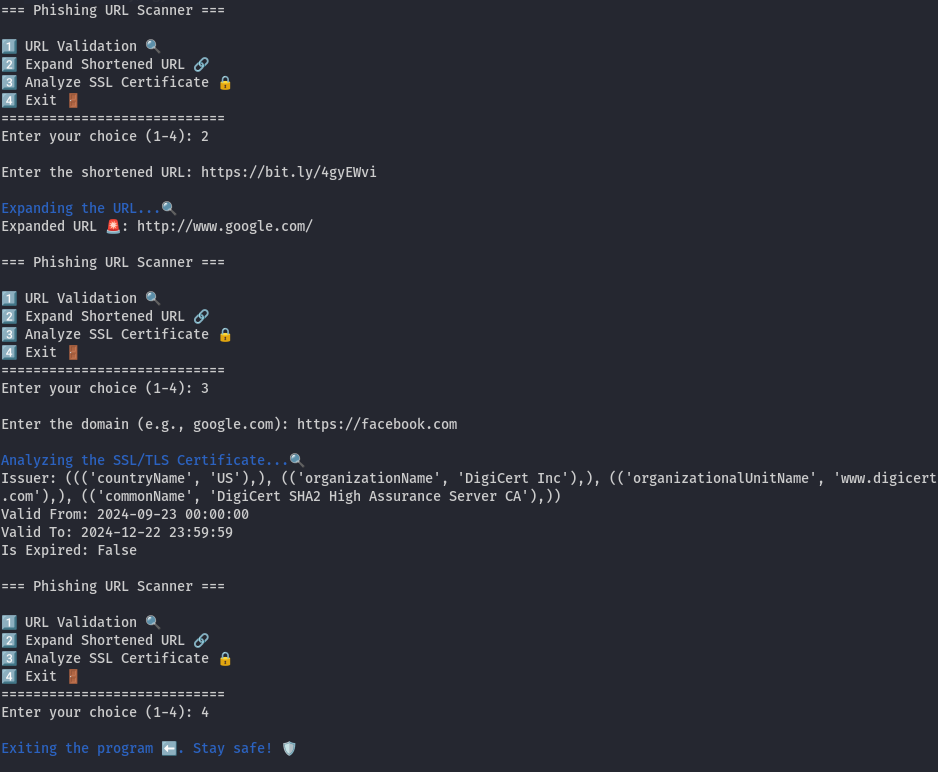 === Phishing URL Scanner ===
1️⃣ URL Validation 🔍
2️⃣ Expand Shortened URL 🔗
3️⃣ Analyze SSL Certificate 🔒
4️⃣ Exit 🚪
============================
Enter your choice (1-4): 2
Enter the shortened URL: https://bit.ly/4gyEWvi
Expanding the URL...🔍
Expanded URL 🚨: http://www.google.com/
=== Phishing URL Scanner ===
1️⃣ URL Validation 🔍
2️⃣ Expand Shortened URL 🔗
3️⃣ Analyze SSL Certificate 🔒
4️⃣ Exit 🚪
============================
Enter your choice (1-4): 3
Enter the domain (e.g., google.com): https://facebook.com
Analyzing the SSL/TLS Certificate...🔍
Issuer: ((('countryName', 'US'),), (('organizationName', 'DigiCert Inc'),), (('organizationalUnitName', 'www.digicert
.com'),), (('commonName', 'DigiCert SHA2 High Assurance Server CA'),))
Valid From: 2024-09-23 00:00:00
Valid To: 2024-12-22 23:59:59
Is Expired: False
=== Phishing URL Scanner ===
1️⃣ URL Validation 🔍
2️⃣ Expand Shortened URL 🔗
3️⃣ Analyze SSL Certificate 🔒
4️⃣ Exit 🚪
============================
Enter your choice (1-4): 4
Exiting the program ⬅️. Stay safe! 🛡️